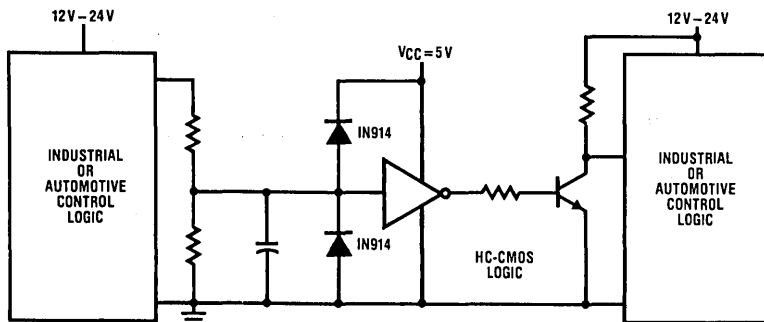 12V–24V
INDUSTRIAL
OR
AUTOMOTIVE
CONTROL
LOGIC
VCC=5V
IN914
IN914
HC-CMOS
LOGIC
12V–24V
INDUSTRIAL
OR
AUTOMOTIVE
CONTROL
LOGIC